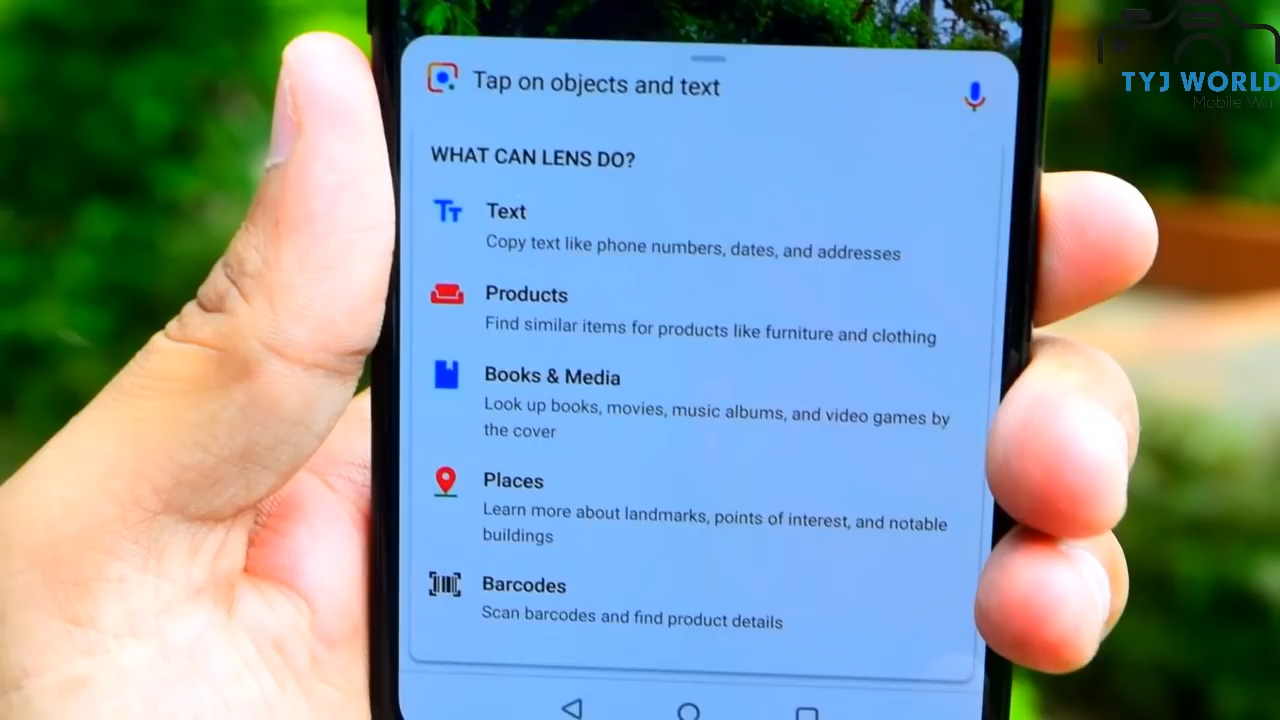 Tap on objects and text
WHAT CAN LENS DO?
Text
Copy text like phone numbers, dates, and addresses
Products
Find similar items for products like furniture and clothing
Books & Media
Look up books, movies, music albums, and video games by
the cover
Places
Learn more about landmarks, points of interest, and notable
buildings
Barcodes
Scan barcodes and find product details
TYJ WORLD
Mobile